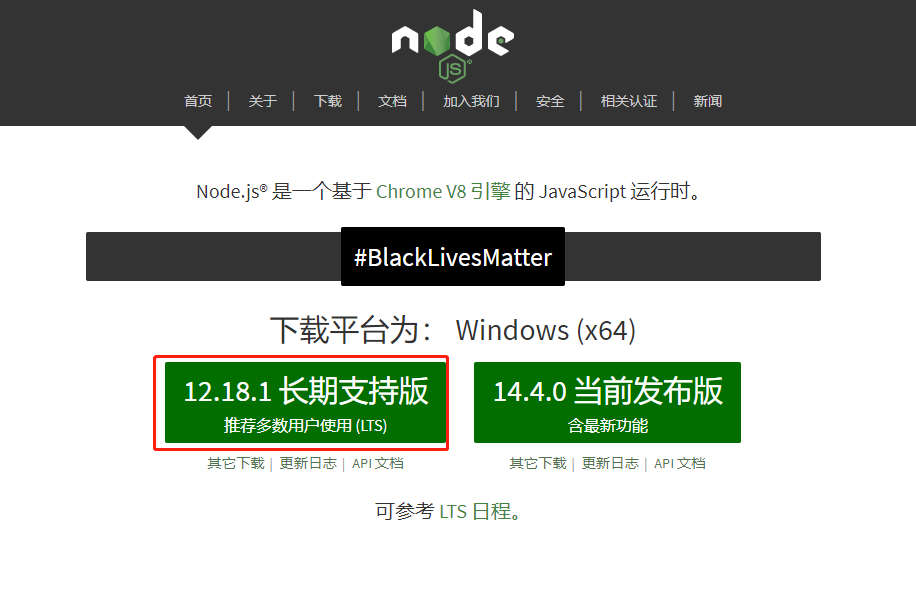 node
JS
首页 | 关于 | 下载 | 文档 | 加入我们 | 安全 | 相关认证 | 新闻
Node.js® 是一个基于 Chrome V8 引擎 的 JavaScript 运行时。
#BlackLivesMatter
下载平台为： Windows (x64)
12.18.1 长期支持版
推荐多数用户使用 (LTS)
其它下载 | 更新日志 | API 文档
14.4.0 当前发布版
含最新功能
其它下载 | 更新日志 | API 文档
可参考 LTS 日程。